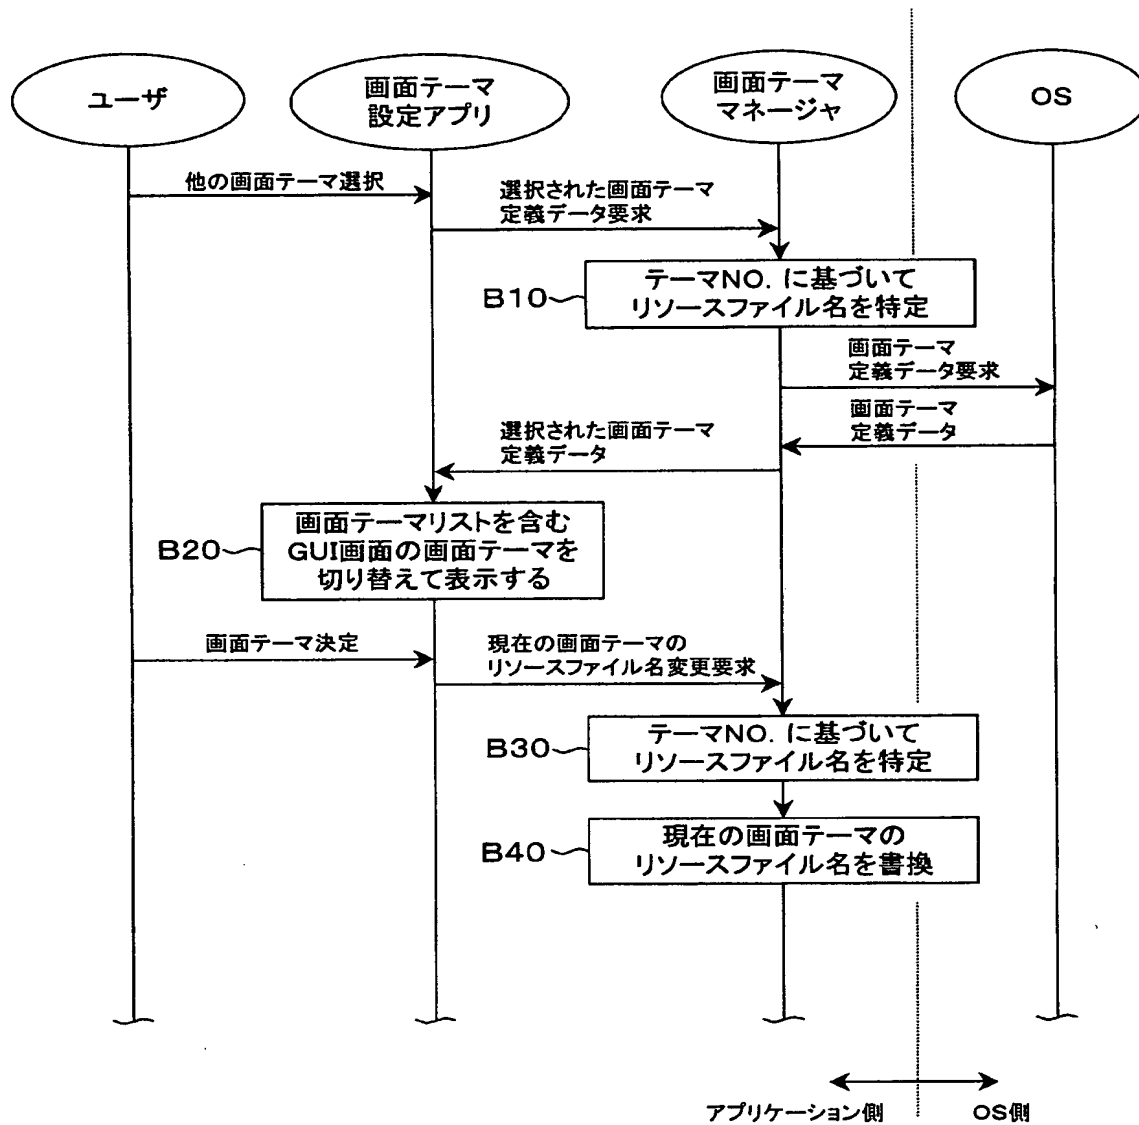 ユーザ
画面テーマ
設定アプリ
画面テーマ
マネージャ
OS
他の画面テーマ選択
選択された画面テーマ
定義データ要求
B10
テーマNO. に基づいて
リソースファイル名を特定
画面テーマ
定義データ要求
画面テーマ
定義データ
選択された画面テーマ
定義データ
B20
画面テーマリストを含む
GUI画面の画面テーマを
切り替えて表示する
画面テーマ決定
現在の画面テーマの
リソースファイル名変更要求
B30
テーマNO. に基づいて
リソースファイル名を特定
B40
現在の画面テーマの
リソースファイル名を書換
アプリケーション側
OS側